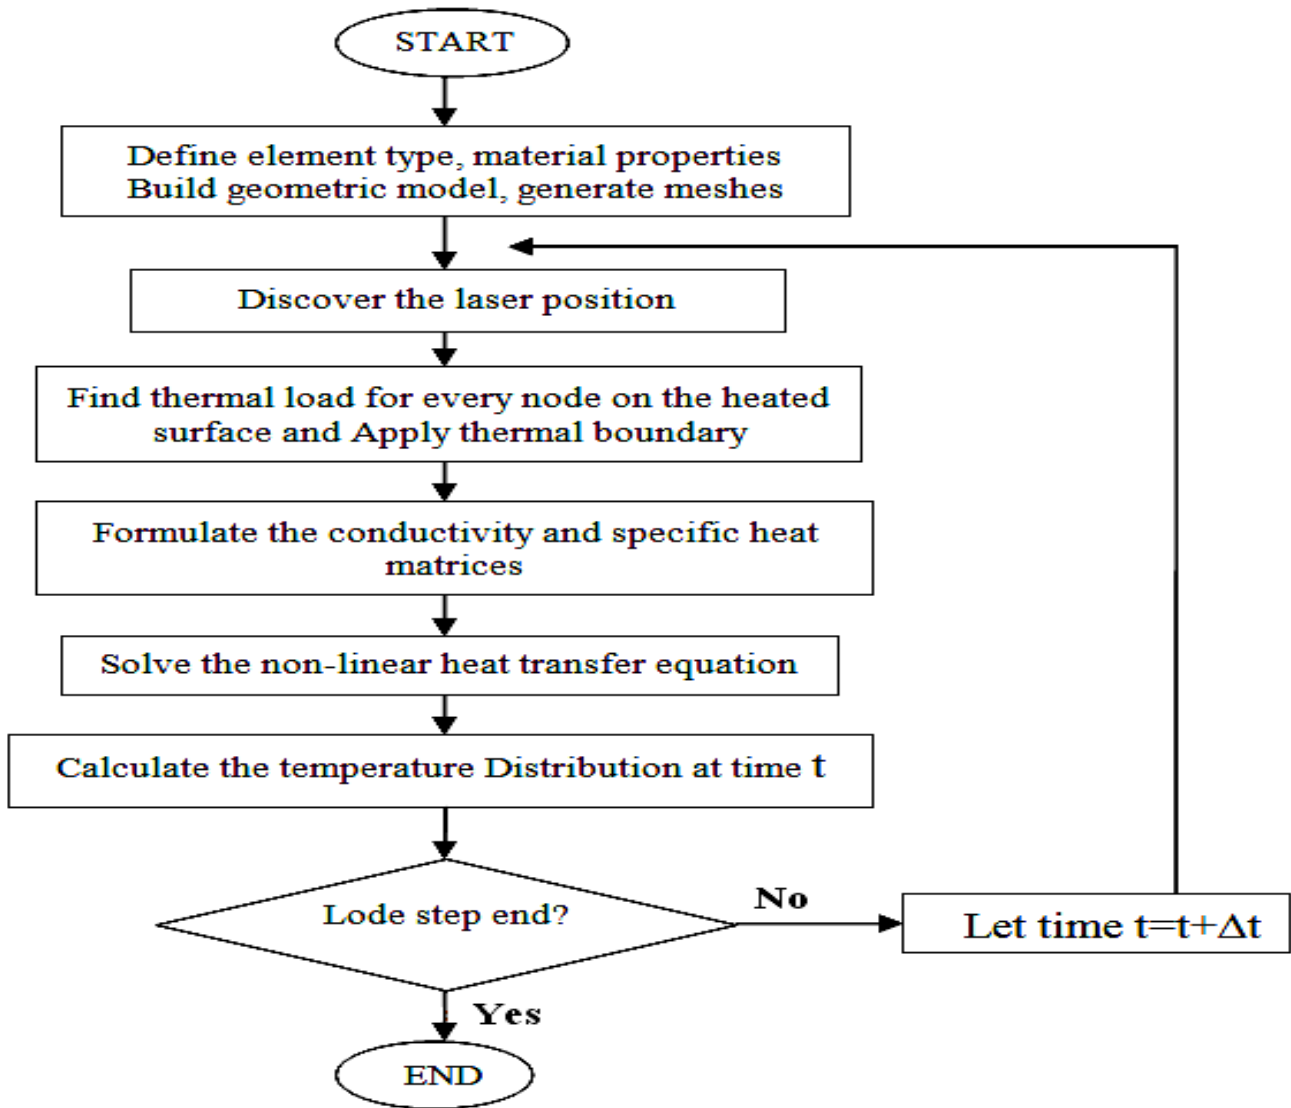 START
Define element type, material properties
Build geometric model, generate meshes
Discover the laser position
Find thermal load for every node on the heated
surface and Apply thermal boundary
Formulate the conductivity and specific heat
matrices
Solve the non-linear heat transfer equation
Calculate the temperature Distribution at time t
Lode step end?
No
Let time t=t+Δt
Yes
END